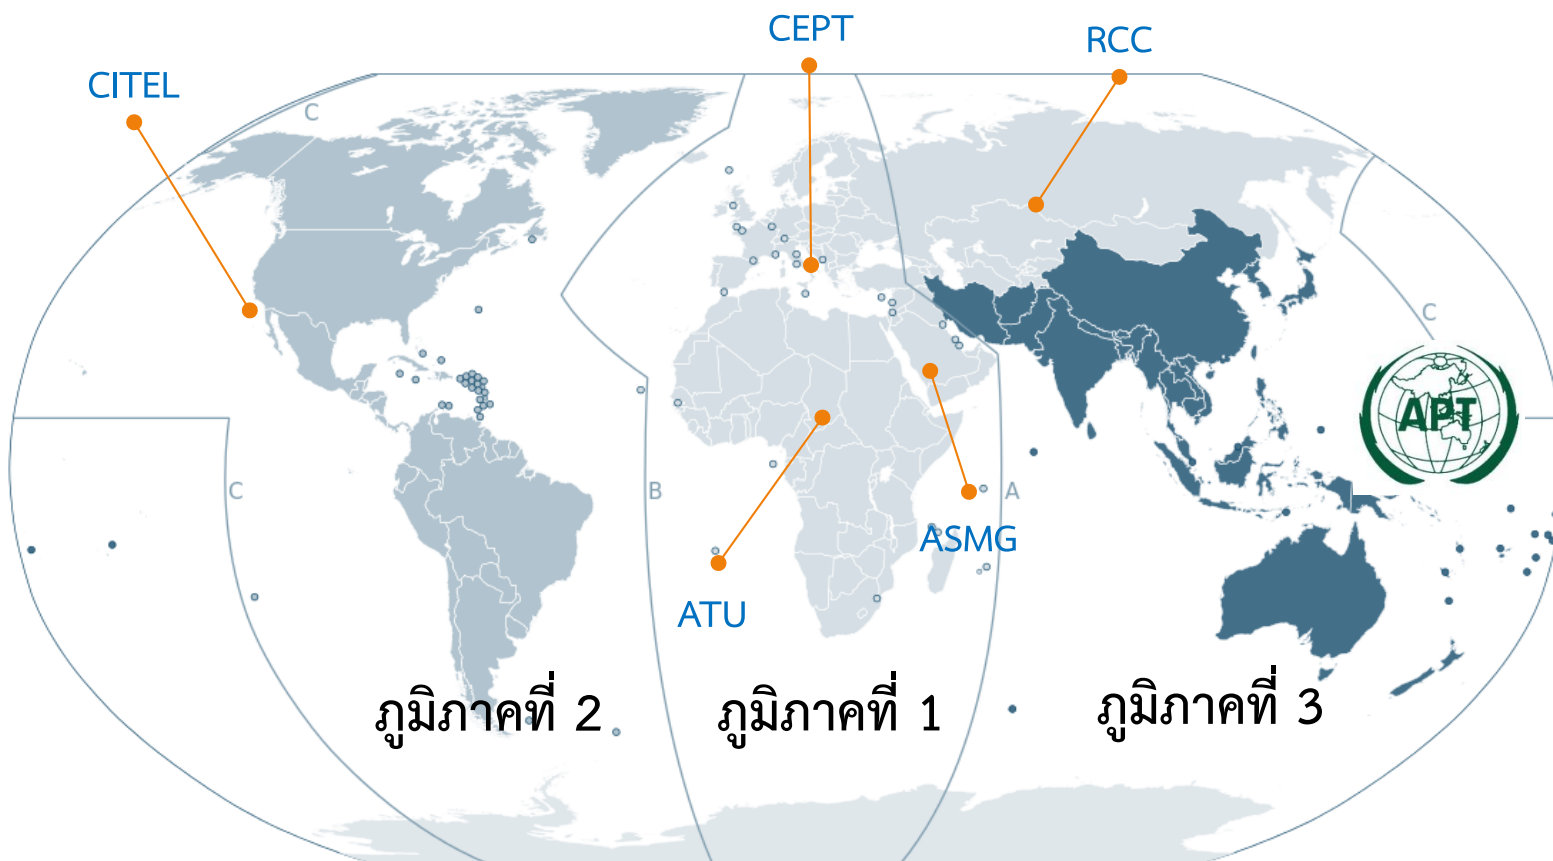 CEPT
RCC
CITEL
C
C
APT
C
B
A
ASMG
ATU
ภูมิภาคที่ 2
ภูมิภาคที่ 1
ภูมิภาคที่ 3